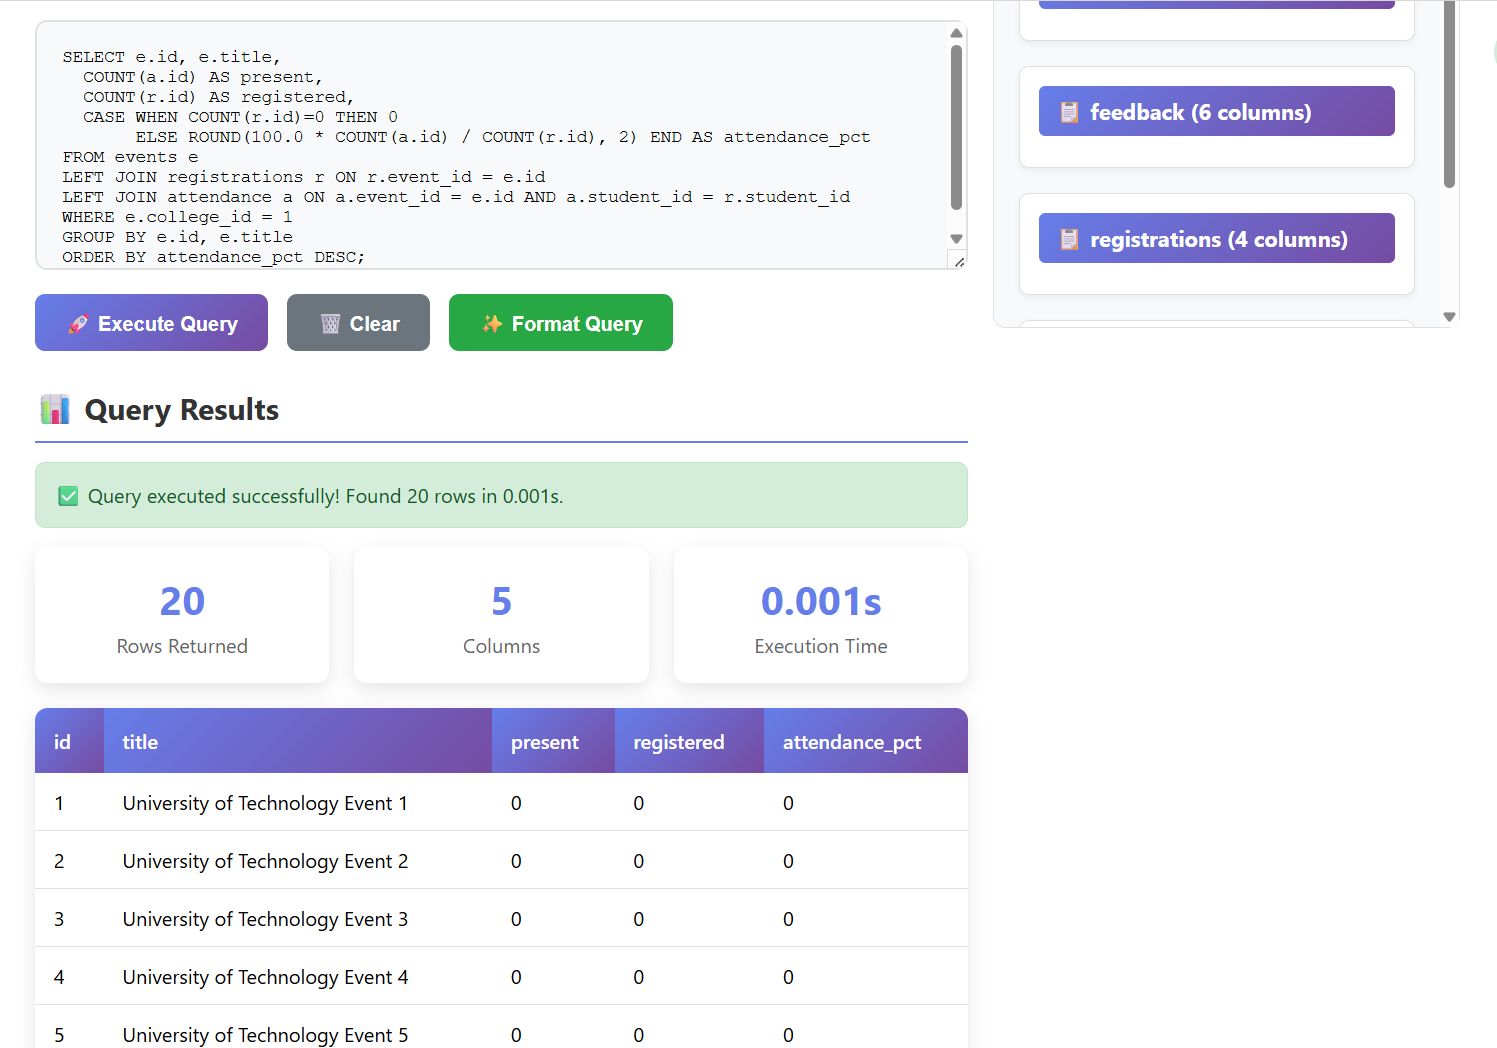 SELECT e.id, e.title,
  COUNT(a.id) AS present,
  COUNT(r.id) AS registered,
  CASE WHEN COUNT(r.id)=0 THEN 0
       ELSE ROUND(100.0 * COUNT(a.id) / COUNT(r.id), 2) END AS attendance_pct
FROM events e
LEFT JOIN registrations r ON r.event_id = e.id
LEFT JOIN attendance a ON a.event_id = e.id AND a.student_id = r.student_id
WHERE e.college_id = 1
GROUP BY e.id, e.title
ORDER BY attendance_pct DESC;
feedback (6 columns)
registrations (4 columns)
Execute Query Clear Format Query
Query Results
Query executed successfully! Found 20 rows in 0.001s.
20 5 0.001s
Rows Returned Columns Execution Time
id title present registered attendance_pct
1 University of Technology Event 1 0 0 0
2 University of Technology Event 2 0 0 0
3 University of Technology Event 3 0 0 0
4 University of Technology Event 4 0 0 0
5 University of Technology Event 5 0 0 0